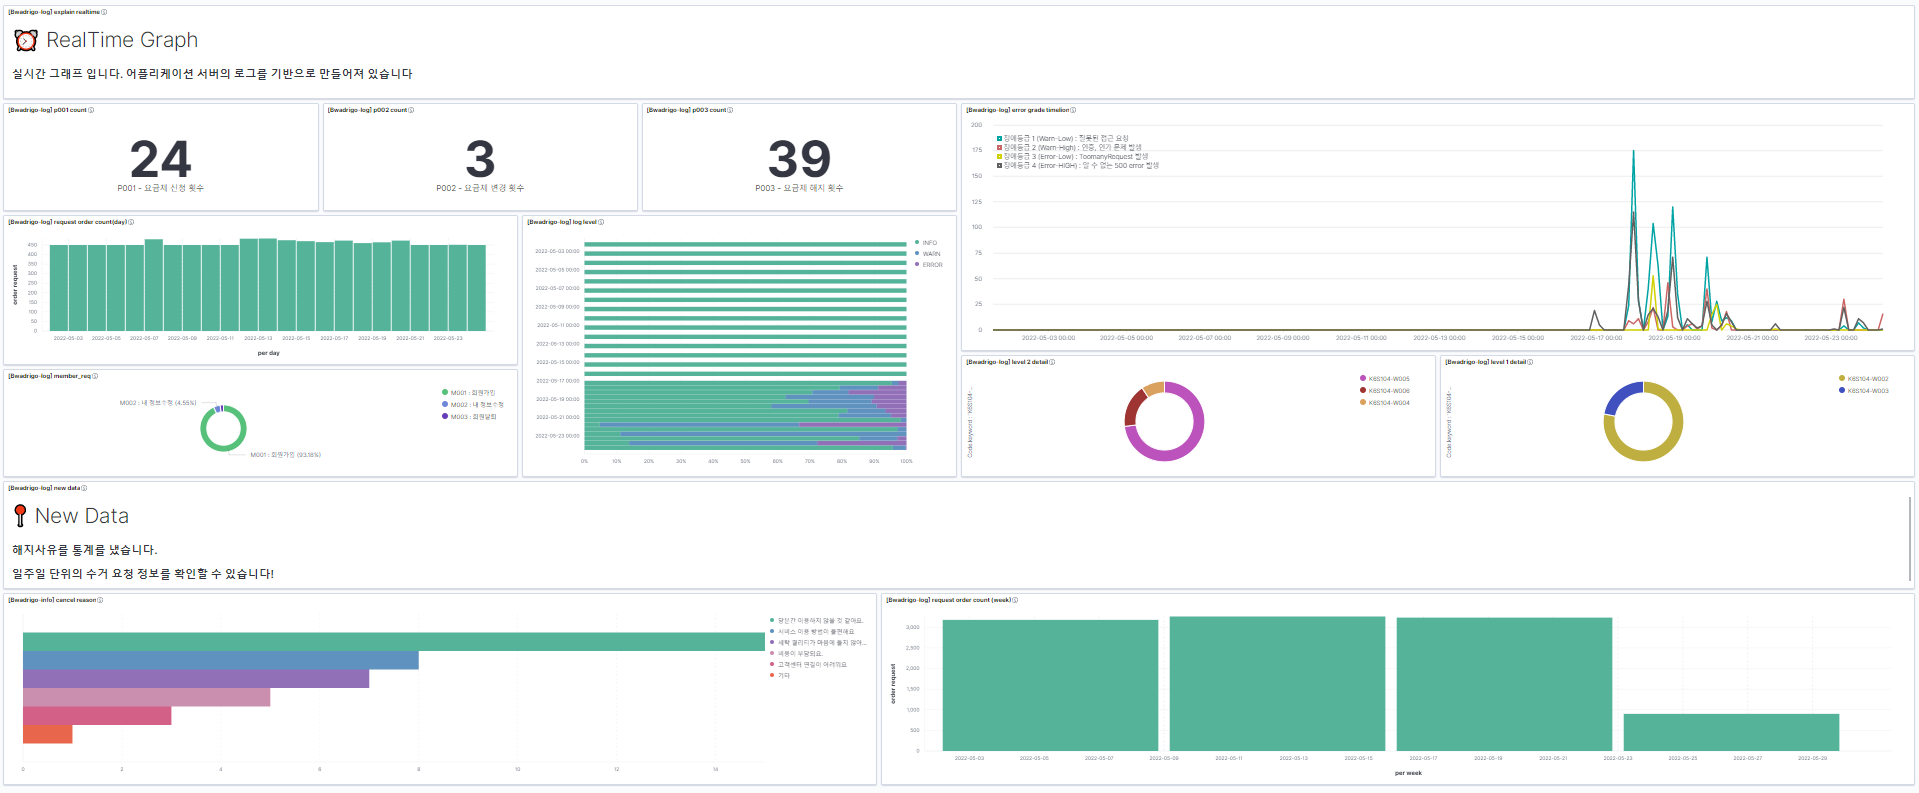 [Bwadrigo-log] explain realtime
RealTime Graph
실시간 그래프 입니다. 어플리케이션 서버의 로그를 기반으로 만들어져 있습니다
[Bwadrigo-log] p001 count
24
P001 - 요금제 신청 횟수
[Bwadrigo-log] p002 count
3
P002 - 요금제 변경 횟수
[Bwadrigo-log] p003 count
39
P003 - 요금제 해지 횟수
[Bwadrigo-log] error grade timelion
200
175
150
125
100
75
50
25
0
장애등급 1 (Warn-Low) : 잘못된 접근 요청
장애등급 2 (Warn-High) : 인증, 인가 문제 발생
장애등급 3 (Error-Low) : ToomanyRequest 발생
장애등급 4 (Error-HIGH) : 알 수 없는 500 error 발생
2022-05-03 00:00
2022-05-05 00:00
2022-05-07 00:00
2022-05-09 00:00
2022-05-11 00:00
2022-05-13 00:00
2022-05-15 00:00
2022-05-17 00:00
2022-05-19 00:00
2022-05-21 00:00
2022-05-23 00:00
[Bwadrigo-log] request order count(day)
order request
450
400
350
300
250
200
150
100
50
0
2022-05-03
2022-05-05
2022-05-07
2022-05-09
2022-05-11
2022-05-13
2022-05-15
2022-05-17
2022-05-19
2022-05-21
2022-05-23
per day
[Bwadrigo-log] log level
2022-05-03 00:00
2022-05-05 00:00
2022-05-07 00:00
2022-05-09 00:00
2022-05-11 00:00
2022-05-13 00:00
2022-05-15 00:00
2022-05-17 00:00
2022-05-19 00:00
2022-05-21 00:00
2022-05-23 00:00
0%
10%
20%
30%
40%
50%
60%
70%
80%
90%
100%
INFO
WARN
ERROR
[Bwadrigo-log] member_req
M002 : 내 정보수정 (4.55%)
M001 : 회원가입 (93.18%)
M001 : 회원가입
M002 : 내 정보수정
M003 : 회원탈퇴
[Bwadrigo-log] level 2 detail
Code.keyword : K6S104-...
K6S104-W005
K6S104-W006
K6S104-W004
[Bwadrigo-log] level 1 detail
Code.keyword : K6S104-...
K6S104-W002
K6S104-W003
[Bwadrigo-log] new data
New Data
해지사유를 통계를 냈습니다.
일주일 단위의 수거 요청 정보를 확인할 수 있습니다!
[Bwadrigo-info] cancel reason
당분간 이용하지 않을 것 같아요.
서비스 이용 방법이 불편해요
세탁 퀄리티가 마음에 들지 않아...
비용이 부담되요.
고객센터 연결이 어려워요
기타
0
2
4
6
8
10
12
14
[Bwadrigo-log] request order count (week)
order request
3,000
2,500
2,000
1,500
1,000
500
0
2022-05-03
2022-05-05
2022-05-07
2022-05-09
2022-05-11
2022-05-13
2022-05-15
2022-05-17
2022-05-19
2022-05-21
2022-05-23
2022-05-25
2022-05-27
2022-05-29
per week